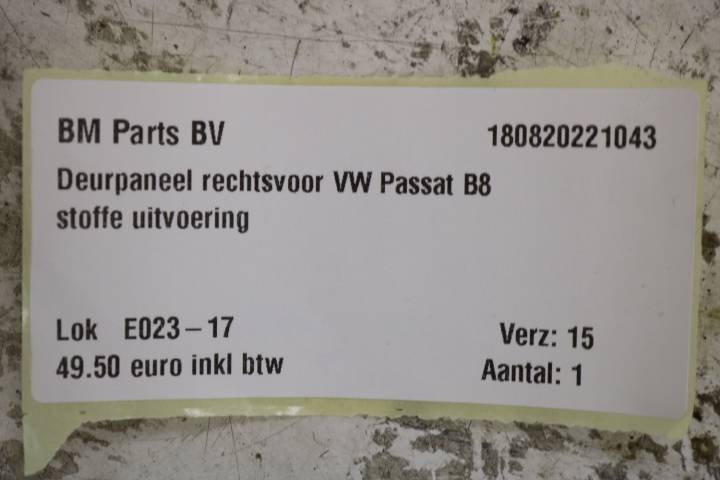 BM Parts BV 180820221043
Deurpaneel rechtsvoor VW Passat B8
stoffe uitvoering
Lok E023-17 Verz: 15
49.50 euro inkl btw Aantal: 1